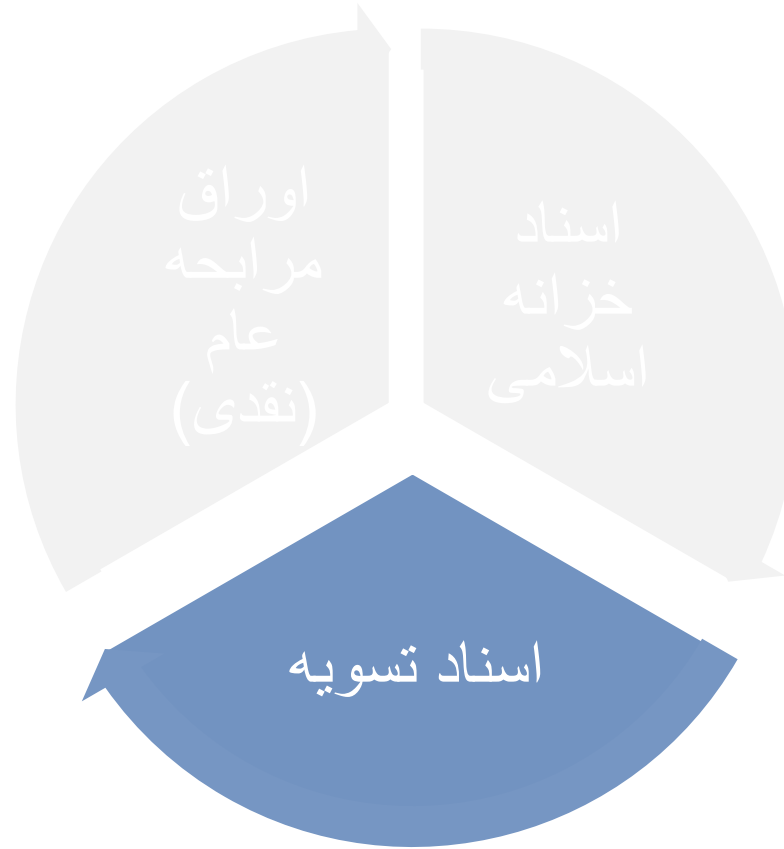 اسناد
خزانه
اسلامی
اسناد تسویه
اوراق
مرابحه
عام
(نقدی)